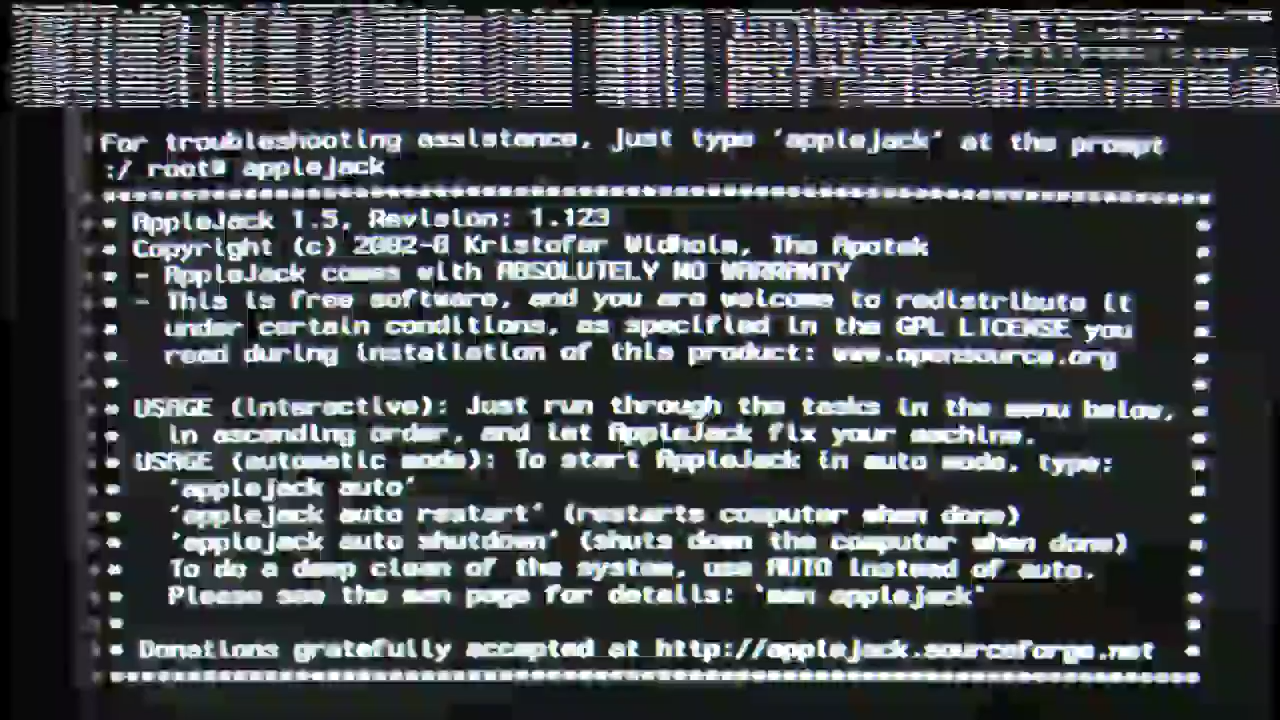 For troubleshooting assistance, just type 'applejack' at the prompt
:/ root# applejack
* AppleJack 1.5, Revision: 1.123
* Copyright (c) 2002-8 Kristofer Widholm, The Apotek
* - AppleJack comes with ABSOLUTELY NO WARRANTY
* - This is free software, and you are welcome to redistribute it
* under certain conditions, as specified in the GPL LICENSE you
* read during installation of this product: www.opensource.org
* USAGE (interactive): Just run through the tasks in the menu below,
* in ascending order, and let AppleJack fix your machine.
* USAGE (automatic mode): To start AppleJack in auto mode, type:
* 'applejack auto'
* 'applejack auto restart' (restarts computer when done)
* 'applejack auto shutdown' (shuts down the computer when done)
* To do a deep clean of the system, use AUTO instead of auto.
* Please see the man page for details: `man applejack`
* Donations gratefully accepted at http://applejack.sourceforge.net *